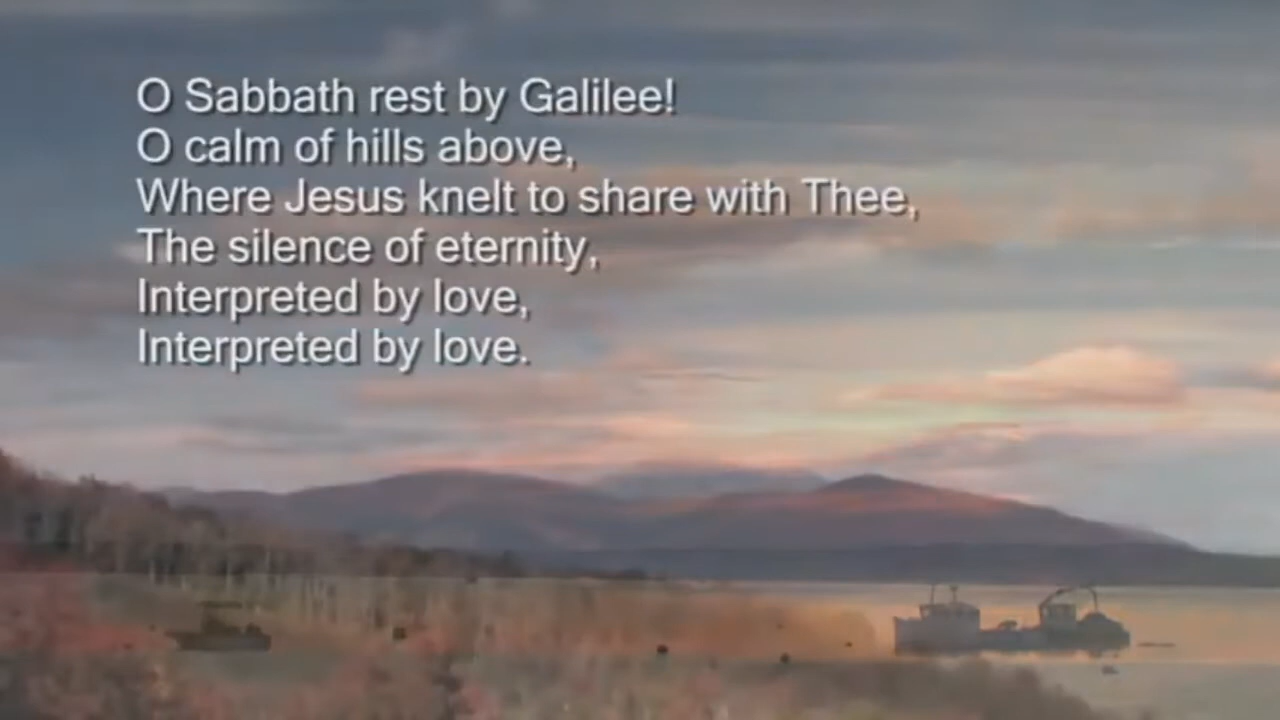 O Sabbath rest by Galilee!
O calm of hills above,
Where Jesus knelt to share with Thee,
The silence of eternity,
Interpreted by love,
Interpreted by love.